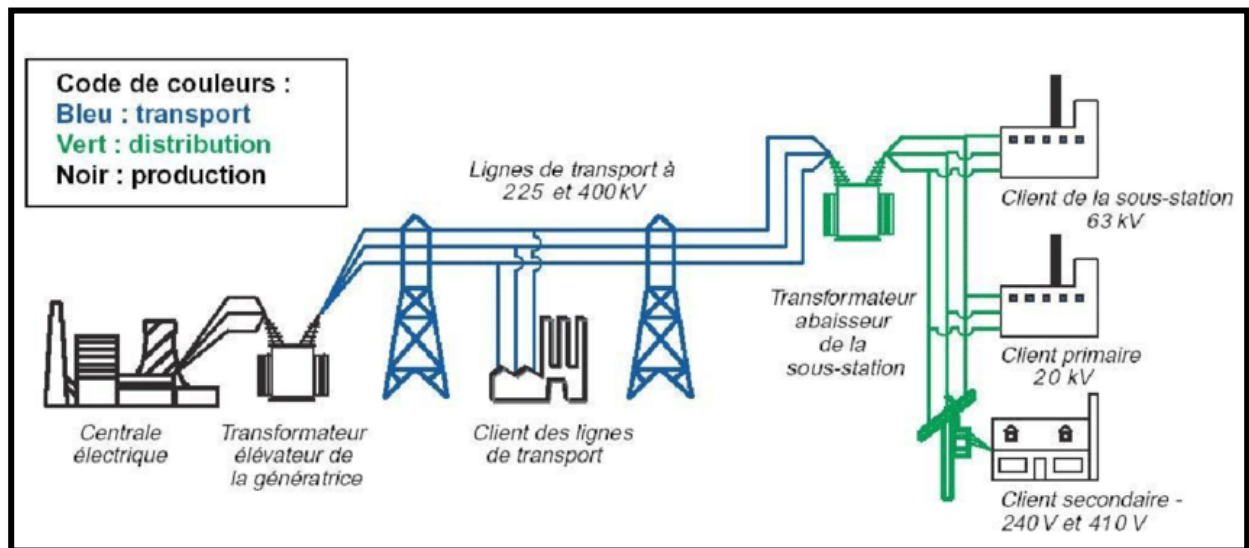 Code de couleurs :
Bleu : transport
Vert : distribution
Noir : production
Lignes de transport à
225 et 400 kV
Client de la sous-station
63 kV
Transformateur
abaisseur
de la
sous-station
Client primaire
20 kV
Centrale
électrique
Transformateur
élévateur de
la génératrice
Client des lignes
de transport
Client secondaire -
240 V et 410 V